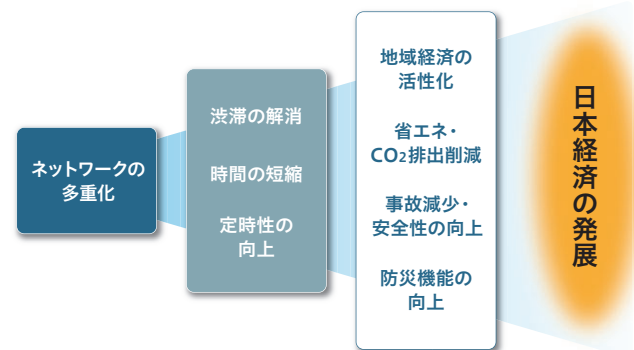 ネットワークの
多重化
渋滞の解消
時間の短縮
定時性の
向上
地域経済の
活性化
省エネ・
CO2排出削減
事故減少・
安全性の向上
防災機能の
向上
日本経済の発展